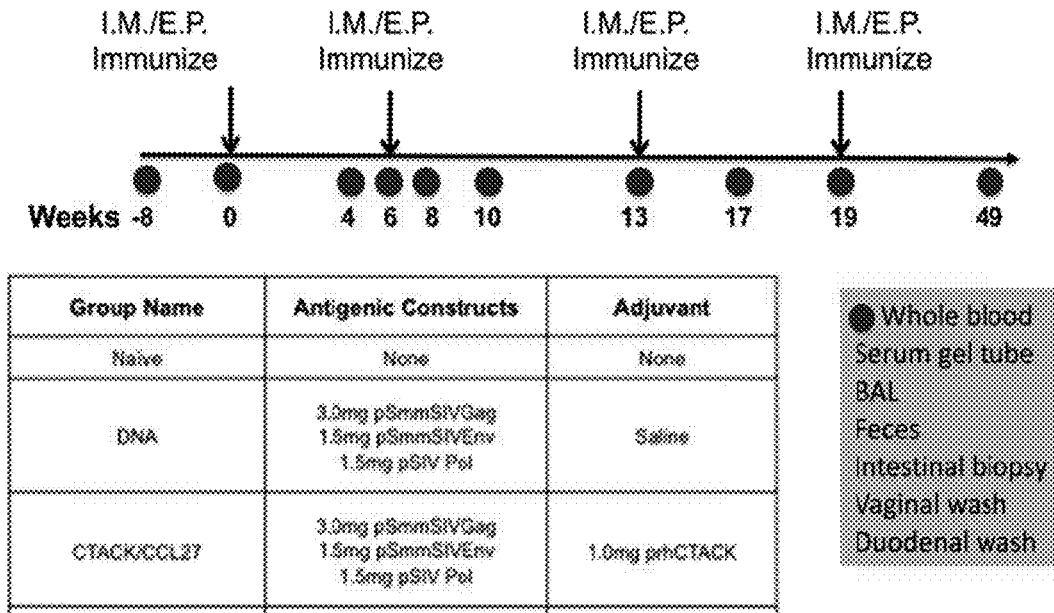 I.M./E.P. I.M./E.P. I.M./E.P. I.M./E.P.
Immunize Immunize Immunize Immunize
Weeks -8 0 4 6 8 10 13 17 19 49
Group Name Antigenic Constructs Adjuvant
Naive None None
3.0mg pSmmSIVGag
DNA 1.5mg pSmmSIVEnv Saline
1.5mg pSIV Pol
3.0mg pSmmSIVGag
CTACK/CCL27 1.5mg pSmmSIVEnv 1.0mg prhCTACK
1.5mg pSIV Pol
Whole blood
Serum gel tube
BAL
Feces
Intestinal biopsy
Vaginal wash
Duodenal wash